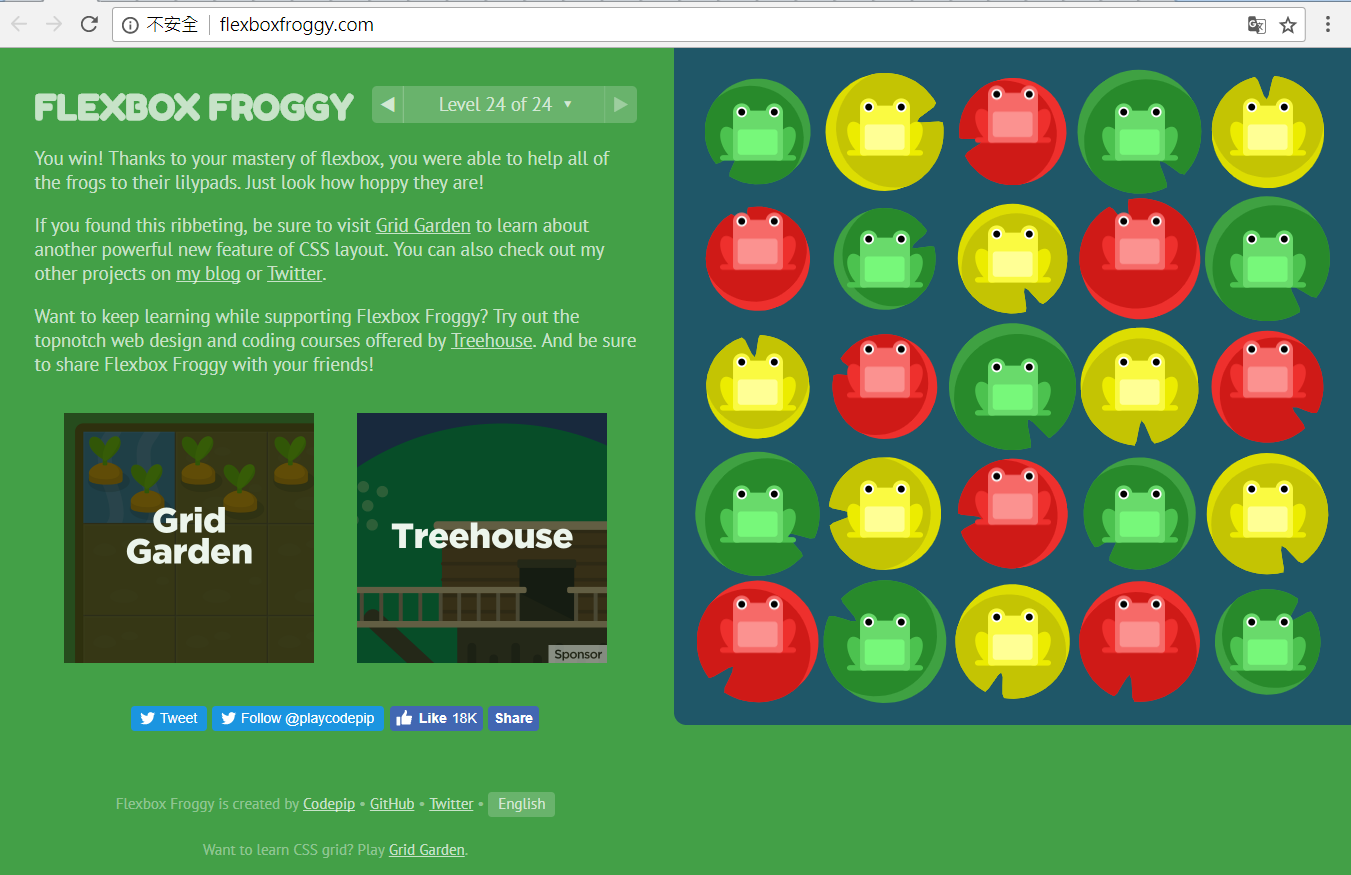 不安全 flexboxfroggy.com
FLEXBOX FROGGY
Level 24 of 24
You win! Thanks to your mastery of flexbox, you were able to help all of
the frogs to their lilypads. Just look how hoppy they are!
If you found this ribbeting, be sure to visit Grid Garden to learn about
another powerful new feature of CSS layout. You can also check out my
other projects on my blog or Twitter.
Want to keep learning while supporting Flexbox Froggy? Try out the
topnotch web design and coding courses offered by Treehouse. And be sure
to share Flexbox Froggy with your friends!
Grid
Garden
Treehouse
Sponsor
Tweet Follow @playcodepip Like 18K Share
Flexbox Froggy is created by Codepip • GitHub • Twitter • English
Want to learn CSS grid? Play Grid Garden.